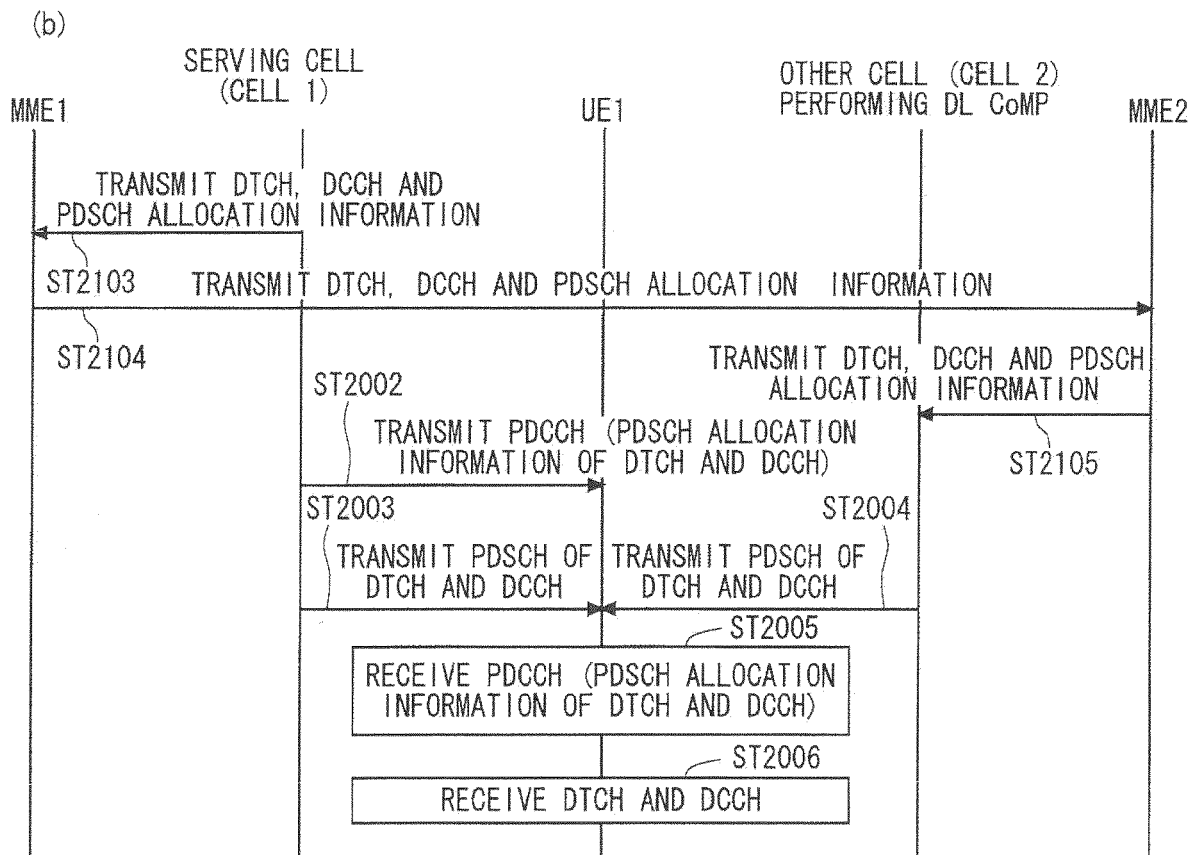 (b)
SERVING CELL
(CELL 1)
OTHER CELL (CELL 2)
PERFORMING DL CoMP
MME1
UE1
MME2
TRANSMIT DTCH, DCCH AND
PDSCH ALLOCATION INFORMATION
ST2103
TRANSMIT DTCH, DCCH AND PDSCH ALLOCATION INFORMATION
ST2104
TRANSMIT DTCH, DCCH AND PDSCH
ALLOCATION INFORMATION
ST2105
ST2002
TRANSMIT PDCCH (PDSCH ALLOCATION
INFORMATION OF DTCH AND DCCH)
ST2003
ST2004
TRANSMIT PDSCH OF
DTCH AND DCCH
TRANSMIT PDSCH OF
DTCH AND DCCH
ST2005
RECEIVE PDCCH (PDSCH ALLOCATION
INFORMATION OF DTCH AND DCCH)
ST2006
RECEIVE DTCH AND DCCH